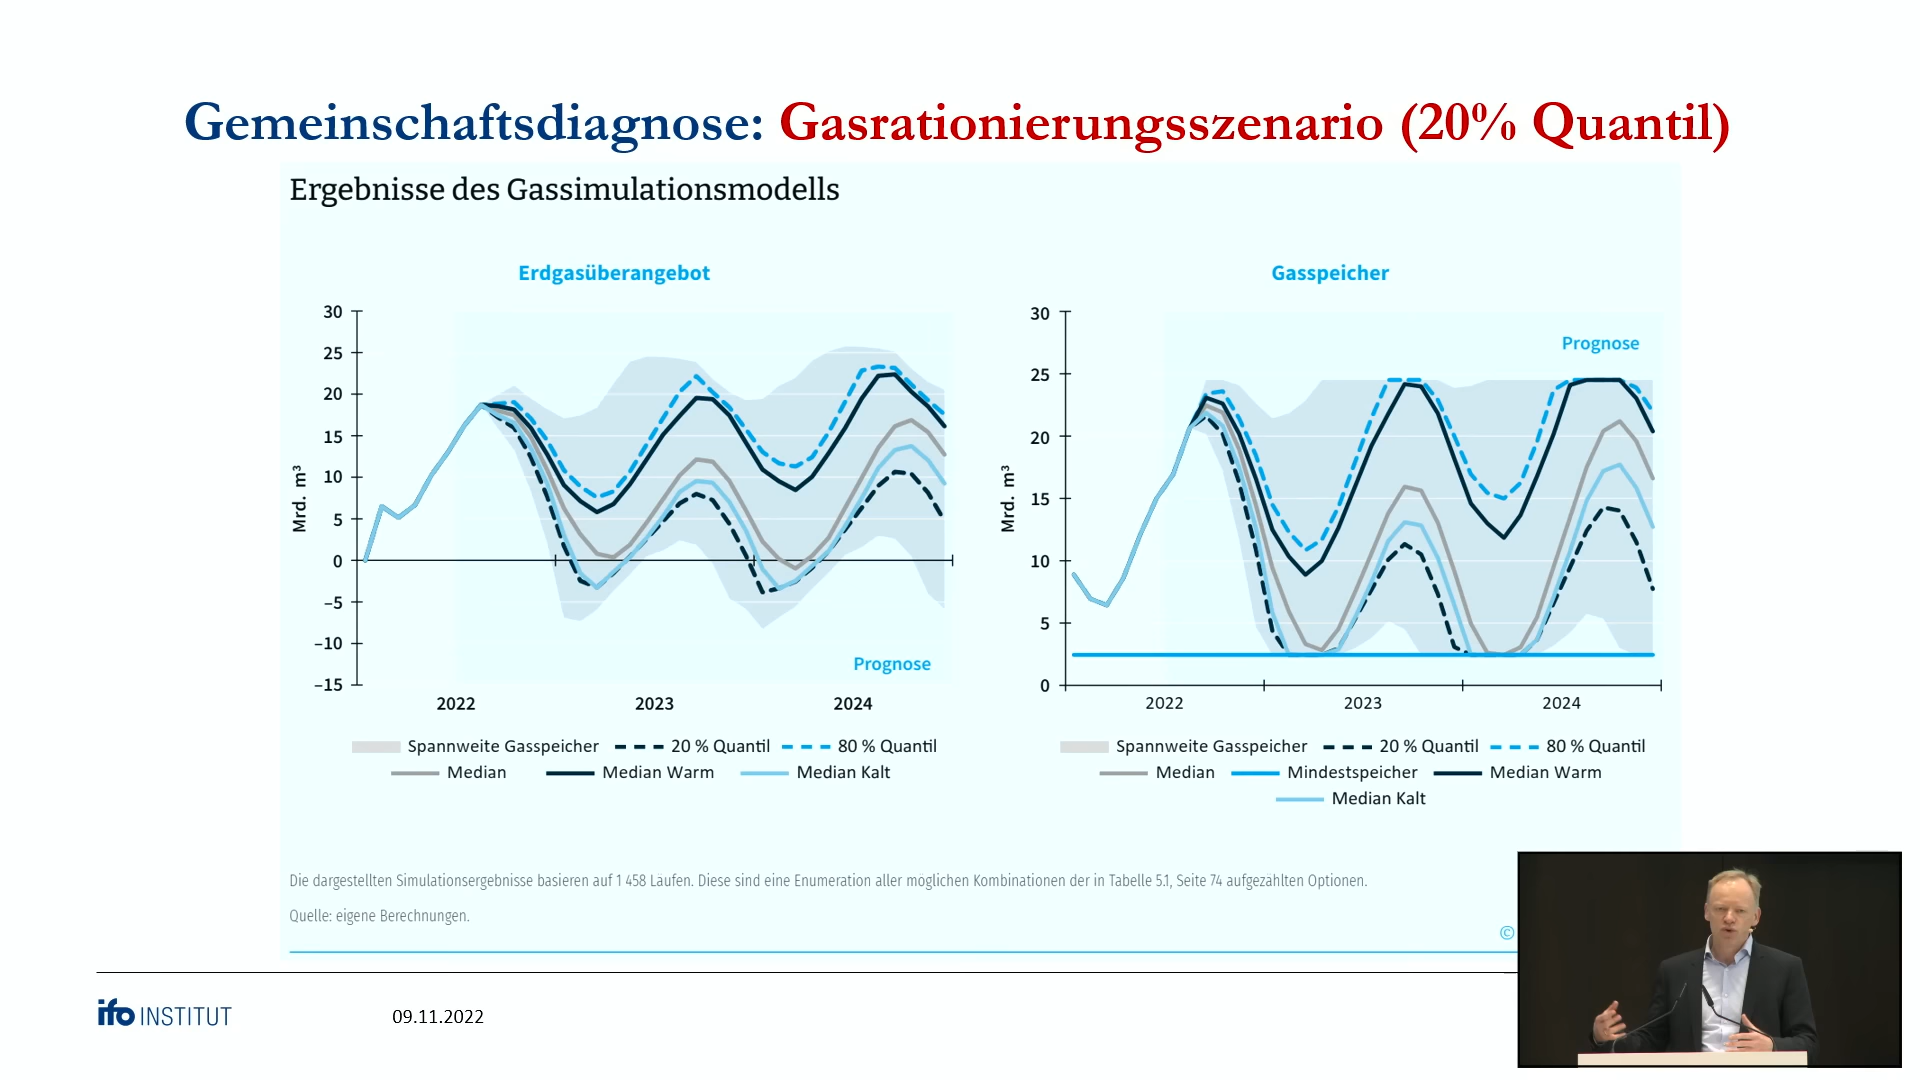 Gemeinschaftsdiagnose: Gasrationierungsszenario (20% Quantil)
Ergebnisse des Gassimulationsmodells
Erdgasüberangebot
30
25
20
15
10
5
0
–5
–10
–15
Mrd. m³
Prognose
2022 2023 2024
Spannweite Gasspeicher 20 % Quantil 80 % Quantil
Median Median Warm Median Kalt
Gasspeicher
30
25
20
15
10
5
0
Mrd. m³
Prognose
2022 2023 2024
Spannweite Gasspeicher 20 % Quantil 80 % Quantil
Median Mindestspeicher Median Warm
Median Kalt
Die dargestellten Simulationsergebnisse basieren auf 1 458 Läufen. Diese sind eine Enumeration aller möglichen Kombinationen der in Tabelle 5.1, Seite 74 aufgezählten Optionen.
Quelle: eigene Berechnungen.
©
ifo INSTITUT
09.11.2022